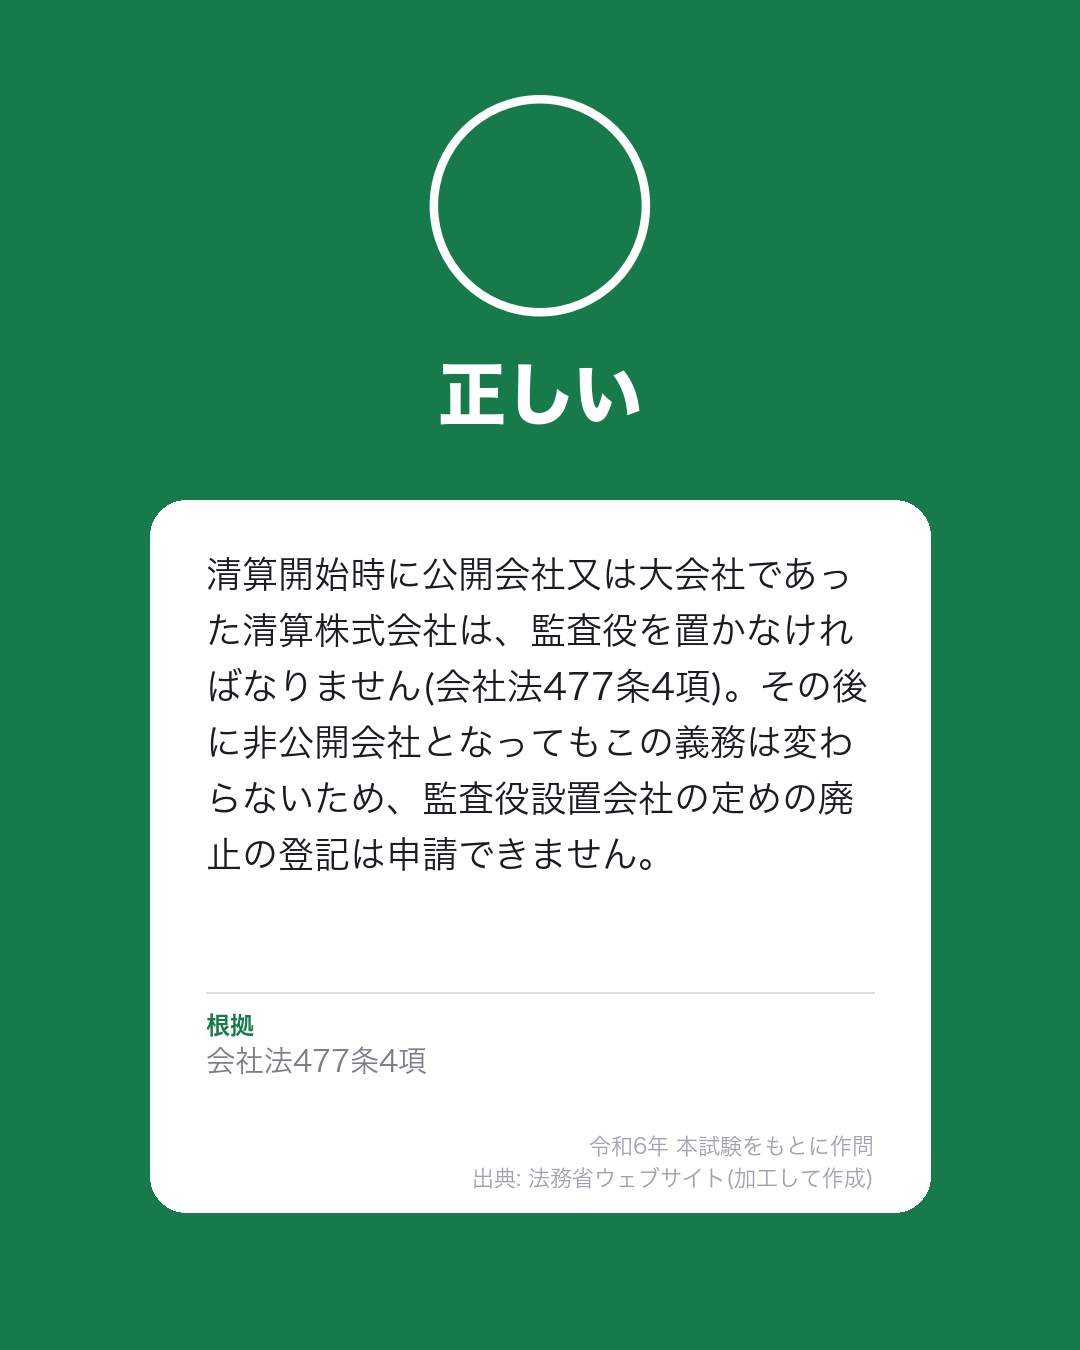 正しい
清算開始時に公開会社又は大会社であっ
た清算株式会社は、監査役を置かなけれ
ばなりません(会社法477条4項)。その後
に非公開会社となってもこの義務は変わ
らないため、監査役設置会社の定めの廃
止の登記は申請できません。
根拠
会社法477条4項
令和6年 本試験をもとに作問
出典: 法務省ウェブサイト(加工して作成)